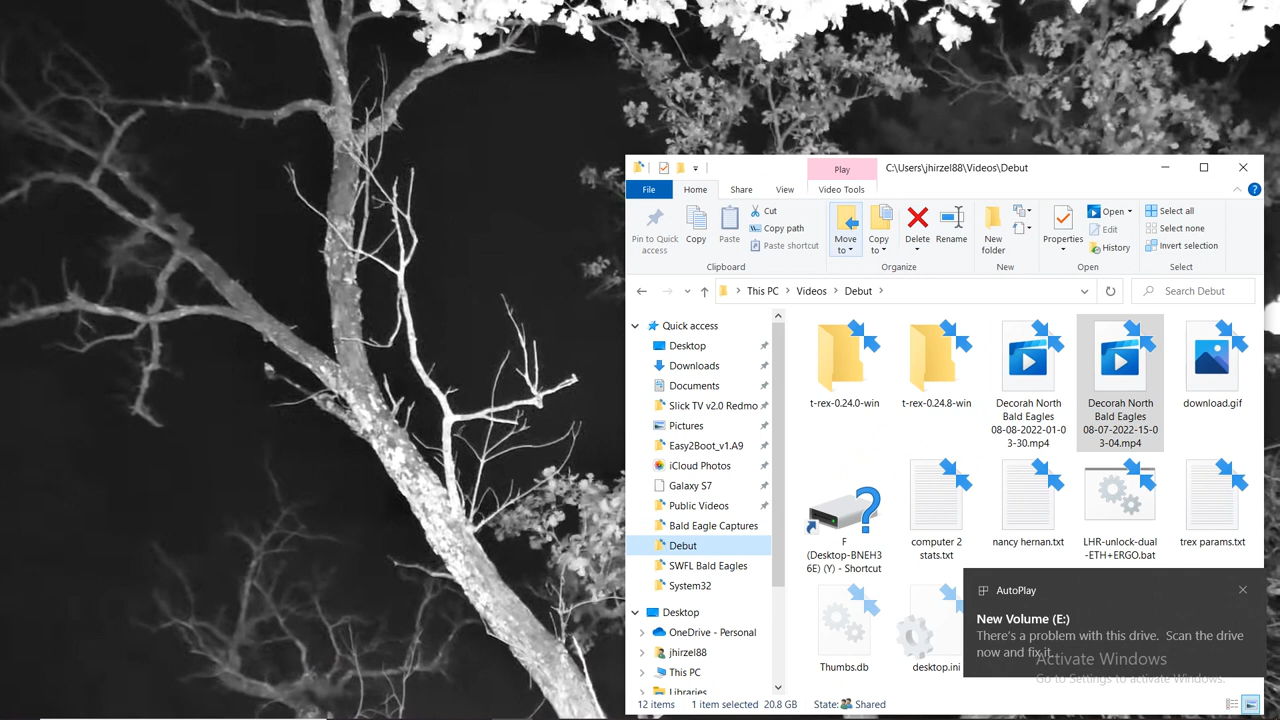 Play
C:\Users\jhirzel88\Videos\Debut
File
Home
Share
View
Video Tools
Pin to Quick
access
Copy
Paste
Cut
Copy path
Paste shortcut
Move
to
Copy
to
Delete
Rename
New
folder
Properties
Open
Edit
History
Select all
Select none
Invert selection
Clipboard
Organize
New
Open
Select
This PC
Videos
Debut
Search Debut
Quick access
Desktop
Downloads
Documents
Slick TV v2.0 Redmo
Pictures
Easy2Boot_v1.A9
iCloud Photos
Galaxy S7
Public Videos
Bald Eagle Captures
Debut
SWFL Bald Eagles
System32
Desktop
OneDrive - Personal
jhirzel88
This PC
Libraries
t-rex-0.24.0-win
t-rex-0.24.8-win
Decorah North
Bald Eagles
08-08-2022-01-0
3-30.mp4
Decorah North
Bald Eagles
08-07-2022-15-0
3-04.mp4
download.gif
F
(Desktop-BNEH3
6E) (Y) - Shortcut
computer 2
stats.txt
nancy hernan.txt
LHR-unlock-dual
-ETH+ERGO.bat
trex params.txt
Thumbs.db
desktop.ini
AutoPlay
New Volume (E:)
There's a problem with this drive. Scan the drive
now and fix it.
Activate Windows
Go to Settings to activate Windows.
12 items
1 item selected 20.8 GB
State: Shared